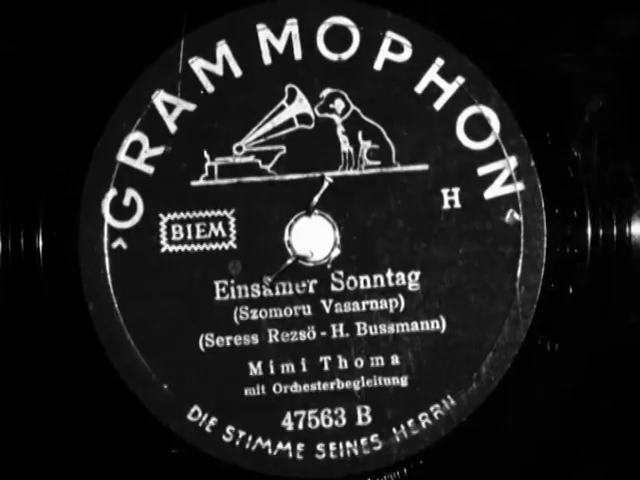 ›GRAMMOPHON‹
H
BIEM
Einsamer Sonntag
(Szomoru Vasarnap)
(Seress Rezsö - H. Bussmann)
Mimi Thoma
mit Orchesterbegleitung
47563 B
DIE STIMME SEINES HERRN